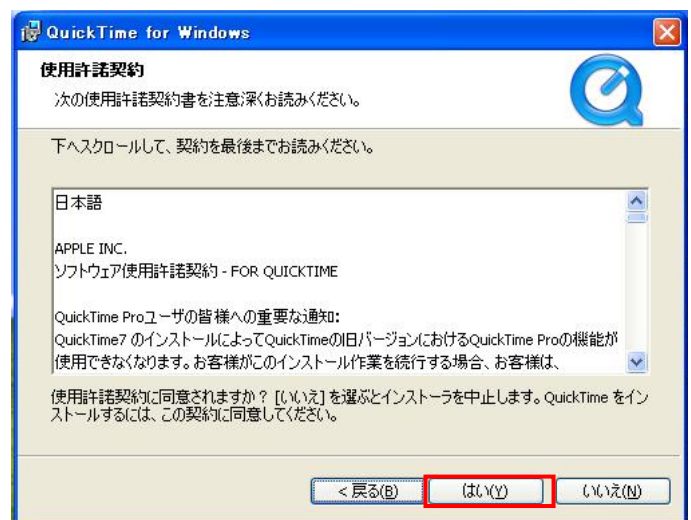 QuickTime for Windows
使用許諾契約
次の使用許諾契約書を注意深くお読みください。
下へスクロールして、契約を最後までお読みください。
日本語
APPLE INC.
ソフトウェア使用許諾契約 - FOR QUICKTIME
QuickTime Proユーザの皆様への重要な通知:
QuickTime7 のインストールによってQuickTimeの旧バージョンにおけるQuickTime Proの機能が
使用できなくなります。お客様がこのインストール作業を続行する場合、お客様は、
使用許諾契約に同意されますか? [いいえ] を選ぶとインストーラを中止します。QuickTime をイン
ストールするには、この契約に同意してください。
< 戻る(B)
はい(Y)
いいえ(N)